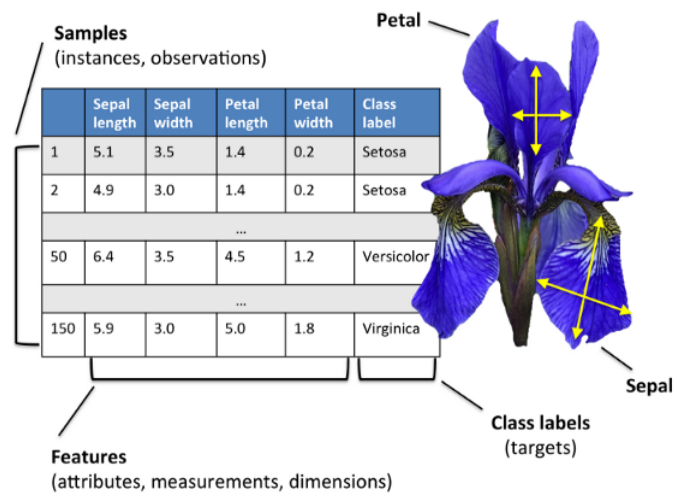 Petal
Samples
(instances, observations)
Sepal length Sepal width Petal length Petal width Class label
1 5.1 3.5 1.4 0.2 Setosa
2 4.9 3.0 1.4 0.2 Setosa
...
50 6.4 3.5 4.5 1.2 Versicolor
...
150 5.9 3.0 5.0 1.8 Virginica
Sepal
Class labels
(targets)
Features
(attributes, measurements, dimensions)